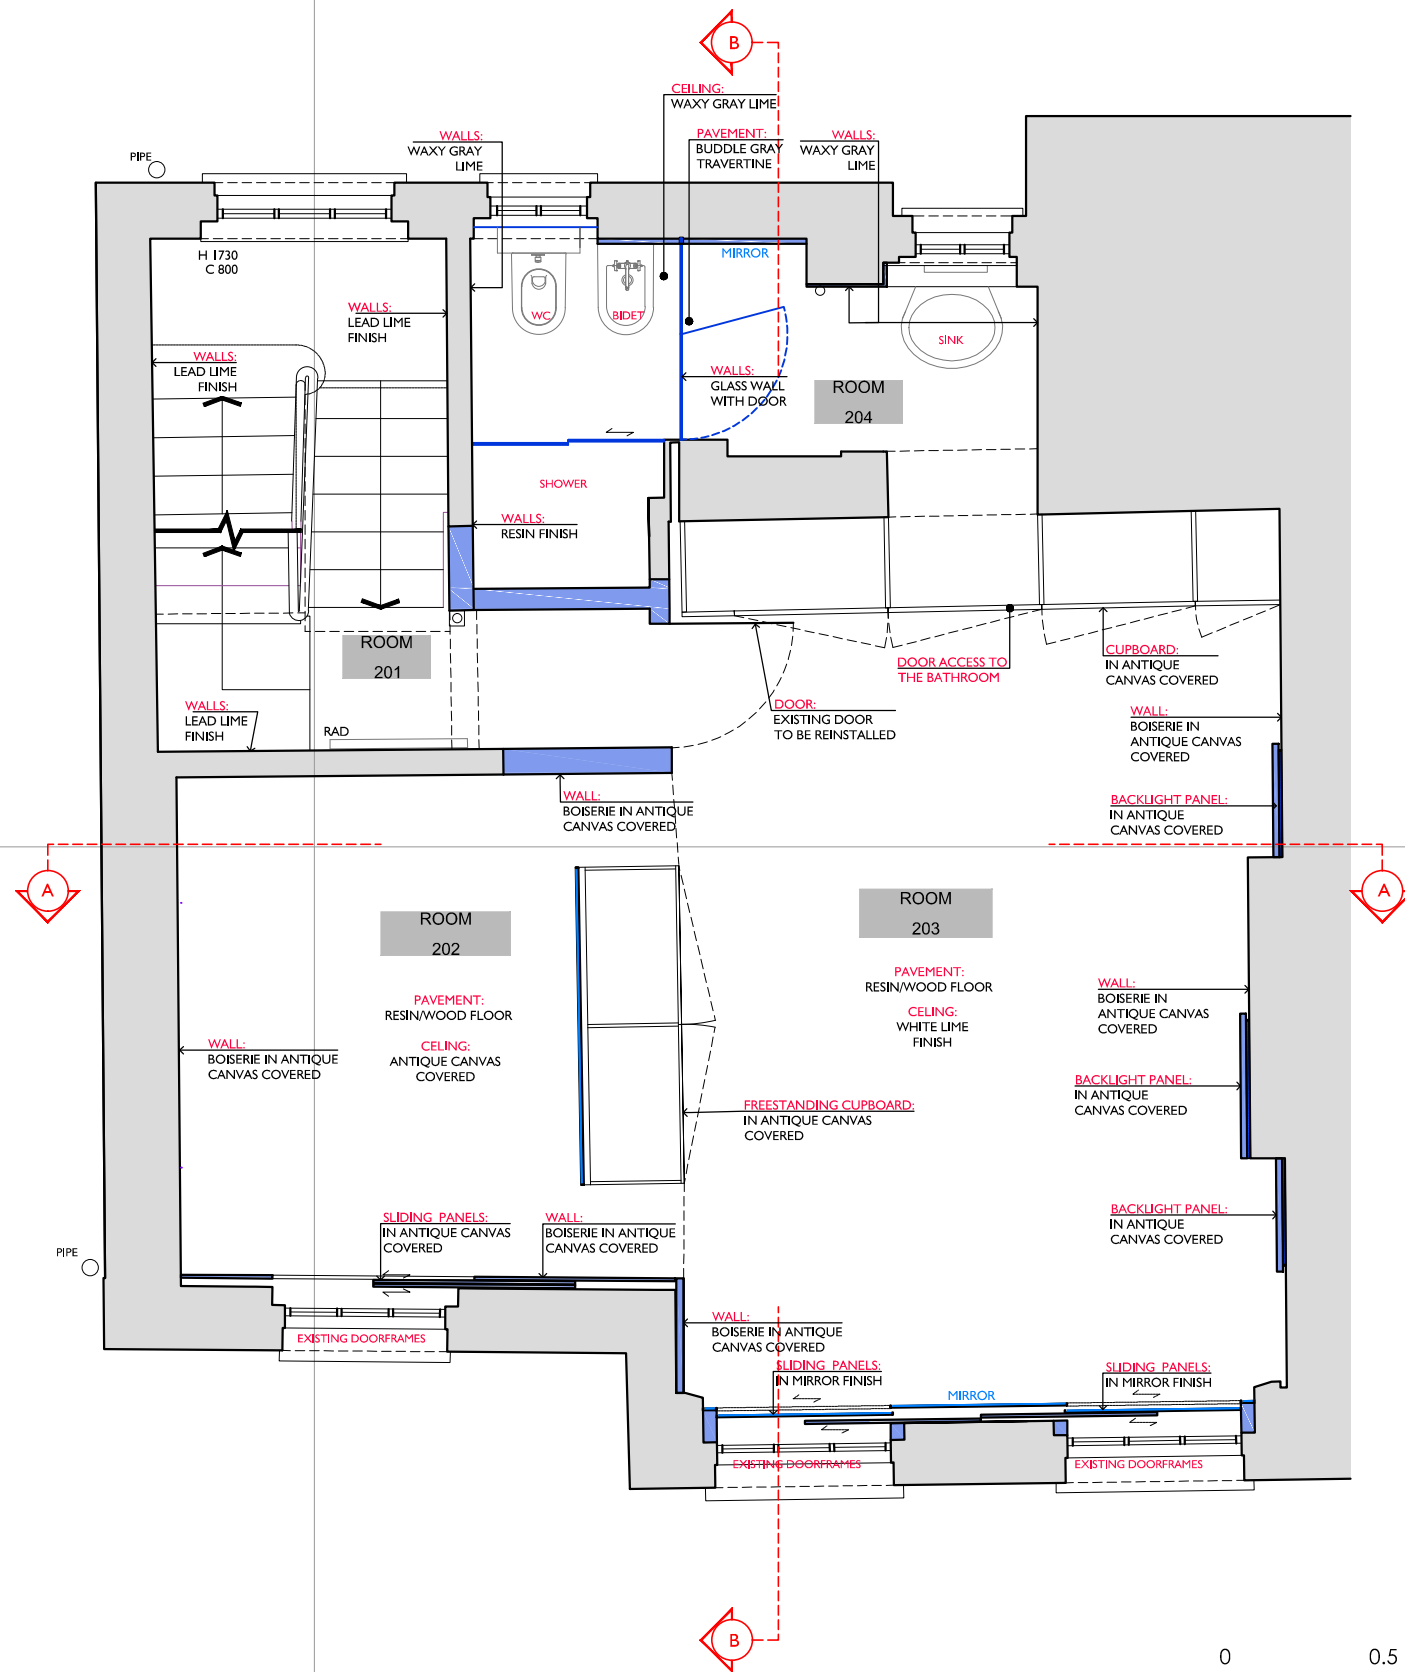 B
CEILING:
WAXY GRAY LIME
WALLS:
WAXY GRAY
LIME
PAVEMENT:
BUDDLE GRAY
TRAVERTINE
WALLS:
WAXY GRAY
LIME
PIPE
H 1730
C 800
MIRROR
WALLS:
LEAD LIME
FINISH
WC
BIDET
SINK
WALLS:
LEAD LIME
FINISH
WALLS:
GLASS WALL
WITH DOOR
ROOM
204
SHOWER
WALLS:
RESIN FINISH
ROOM
201
DOOR ACCESS TO
THE BATHROOM
CUPBOARD:
IN ANTIQUE
CANVAS COVERED
WALLS:
LEAD LIME
FINISH
RAD
DOOR:
EXISTING DOOR
TO BE REINSTALLED
WALL:
BOISERIE IN
ANTIQUE CANVAS
COVERED
WALL:
BOISERIE IN ANTIQUE
CANVAS COVERED
BACKLIGHT PANEL:
IN ANTIQUE
CANVAS COVERED
A
A
ROOM
202
ROOM
203
PAVEMENT:
RESIN/WOOD FLOOR
CELING:
ANTIQUE CANVAS
COVERED
PAVEMENT:
RESIN/WOOD FLOOR
CELING:
WHITE LIME
FINISH
WALL:
BOISERIE IN
ANTIQUE CANVAS
COVERED
WALL:
BOISERIE IN ANTIQUE
CANVAS COVERED
BACKLIGHT PANEL:
IN ANTIQUE
CANVAS COVERED
FREESTANDING CUPBOARD:
IN ANTIQUE CANVAS
COVERED
SLIDING PANELS:
IN ANTIQUE CANVAS
COVERED
WALL:
BOISERIE IN ANTIQUE
CANVAS COVERED
BACKLIGHT PANEL:
IN ANTIQUE
CANVAS COVERED
PIPE
EXISTING DOORFRAMES
WALL:
BOISERIE IN ANTIQUE
CANVAS COVERED
SLIDING PANELS:
IN MIRROR FINISH
MIRROR
SLIDING PANELS:
IN MIRROR FINISH
EXISTING DOORFRAMES
EXISTING DOORFRAMES
B
0
0.5